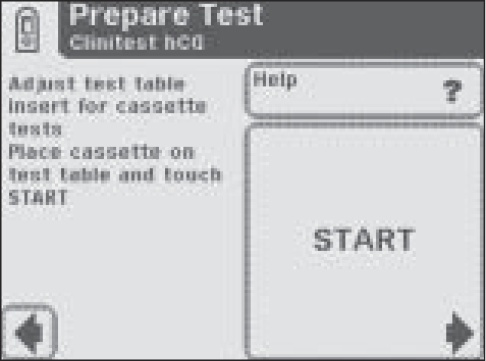 Prepare Test
Clinitest hCG
Adjust test table
insert for cassette
tests
Place cassette on
test table and touch
START
Help
?
START